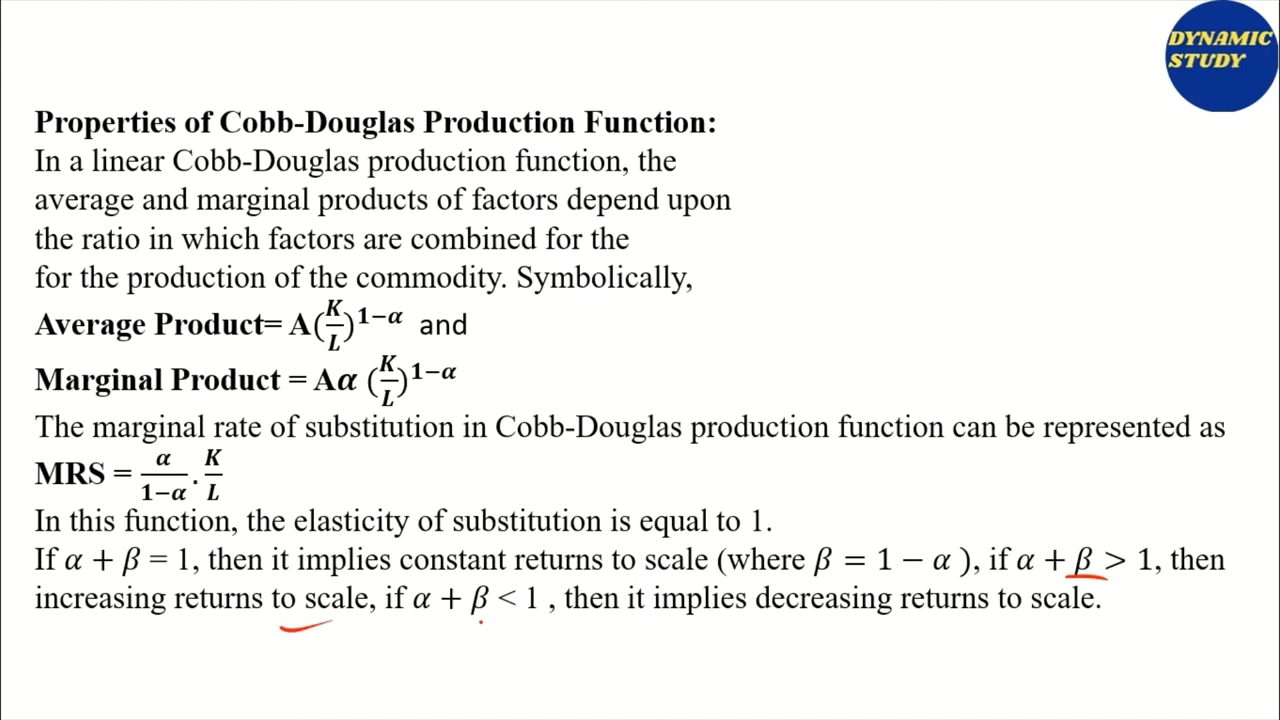 DYNAMIC
STUDY
Properties of Cobb-Douglas Production Function:
In a linear Cobb-Douglas production function, the
average and marginal products of factors depend upon
the ratio in which factors are combined for the
for the production of the commodity. Symbolically,
Average Product= A(K/L)^1−α and
Marginal Product = Aα (K/L)^1−α
The marginal rate of substitution in Cobb-Douglas production function can be represented as
MRS = α/1−α . K/L
In this function, the elasticity of substitution is equal to 1.
If α + β = 1, then it implies constant returns to scale (where β = 1 − α ), if α + β > 1, then
increasing returns to scale, if α + β < 1 , then it implies decreasing returns to scale.